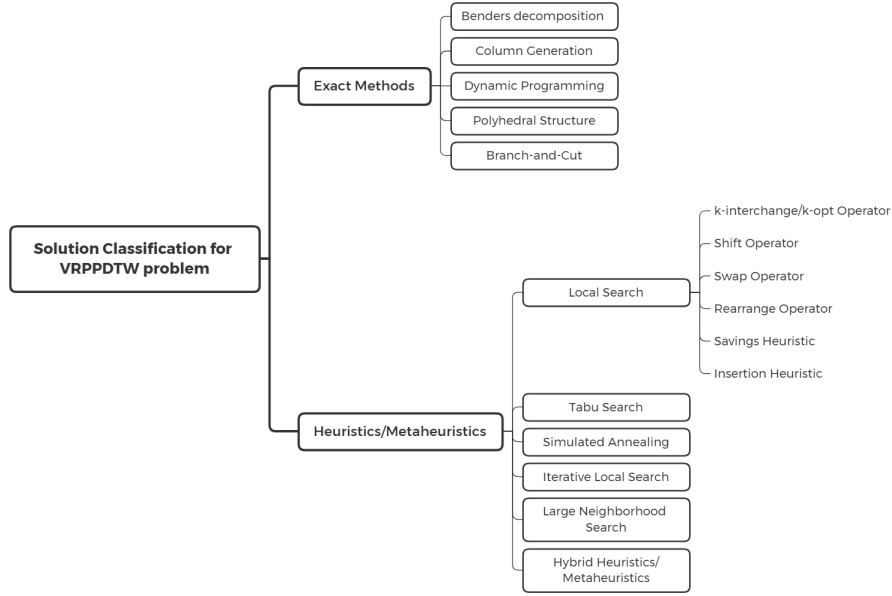 Solution Classification for
VRPPDTW problem
Exact Methods
Benders decomposition
Column Generation
Dynamic Programming
Polyhedral Structure
Branch-and-Cut
Heuristics/Metaheuristics
Local Search
k-interchange/k-opt Operator
Shift Operator
Swap Operator
Rearrange Operator
Savings Heuristic
Insertion Heuristic
Tabu Search
Simulated Annealing
Iterative Local Search
Large Neighborhood
Search
Hybrid Heuristics/
Metaheuristics